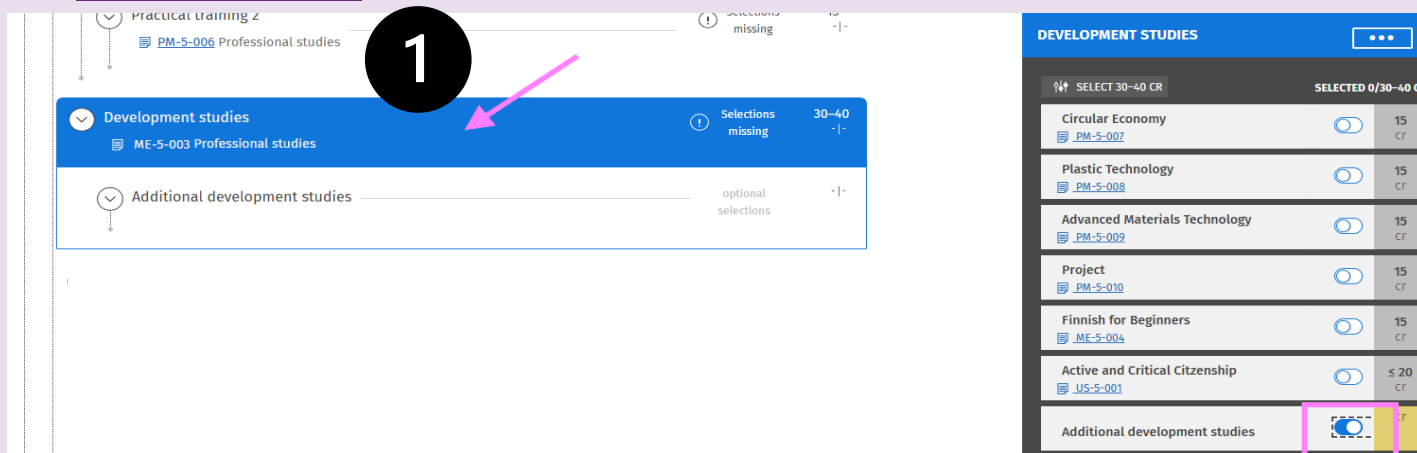 Practical training 2
Selections
15
missing
-|-
PM-5-006 Professional studies
1
Development studies
Selections
30–40
missing
-|-
ME-5-003 Professional studies
Additional development studies
optional
-|-
selections
DEVELOPMENT STUDIES
SELECT 30–40 CR
SELECTED 0/30–40
Circular Economy
15
PM-5-007
cr
Plastic Technology
15
PM-5-008
cr
Advanced Materials Technology
15
PM-5-009
cr
Project
15
PM-5-010
cr
Finnish for Beginners
15
ME-5-004
cr
Active and Critical Citzenship
≤ 20
US-5-001
cr
cr
Additional development studies